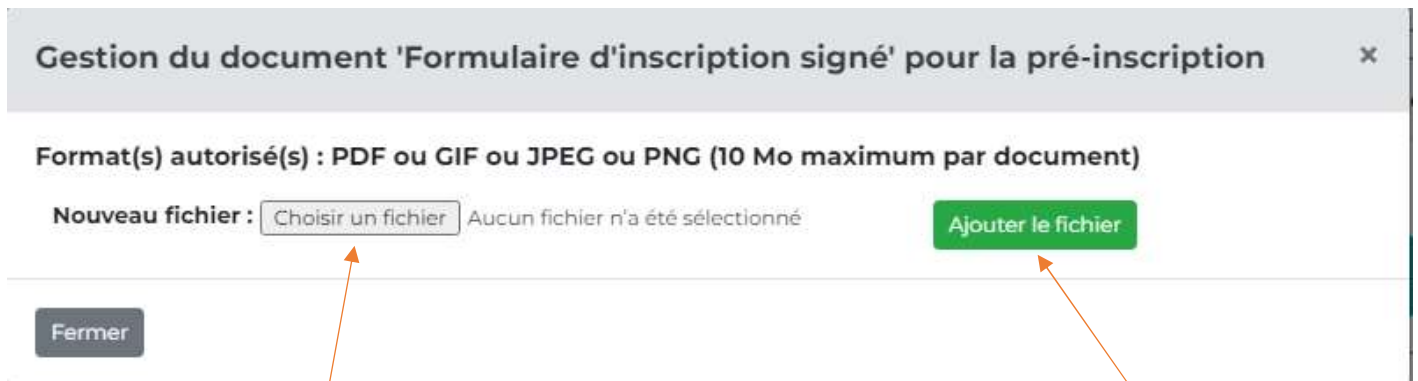 Gestion du document 'Formulaire d'inscription signé' pour la pré-inscription ×
Format(s) autorisé(s) : PDF ou GIF ou JPEG ou PNG (10 Mo maximum par document)
Nouveau fichier : Choisir un fichier Aucun fichier n'a été sélectionné Ajouter le fichier
Fermer